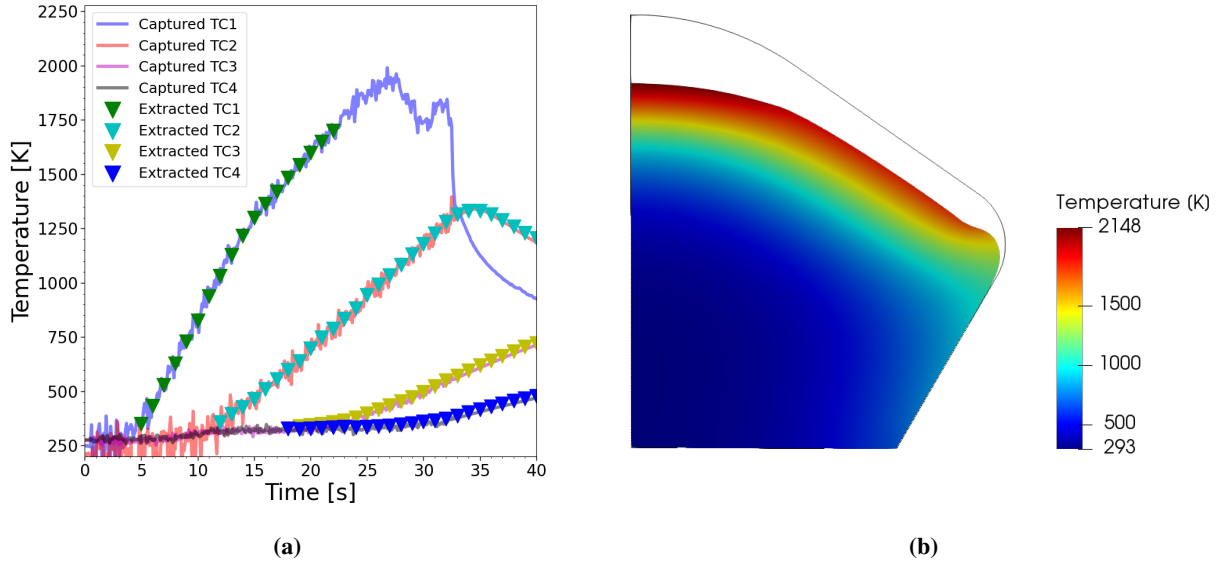 2250
2000
1750
1500
1250
1000
750
500
250
Temperature [K]
Captured TC1
Captured TC2
Captured TC3
Captured TC4
Extracted TC1
Extracted TC2
Extracted TC3
Extracted TC4
0 5 10 15 20 25 30 35 40
Time [s]
(a)
Temperature (K)
2148
1500
1000
500
293
(b)